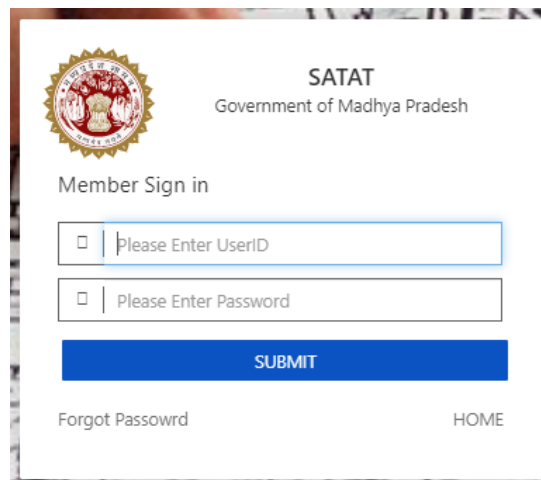 SATAT
Government of Madhya Pradesh
Member Sign in
Please Enter UserID
Please Enter Password
SUBMIT
Forgot Passowrd
HOME